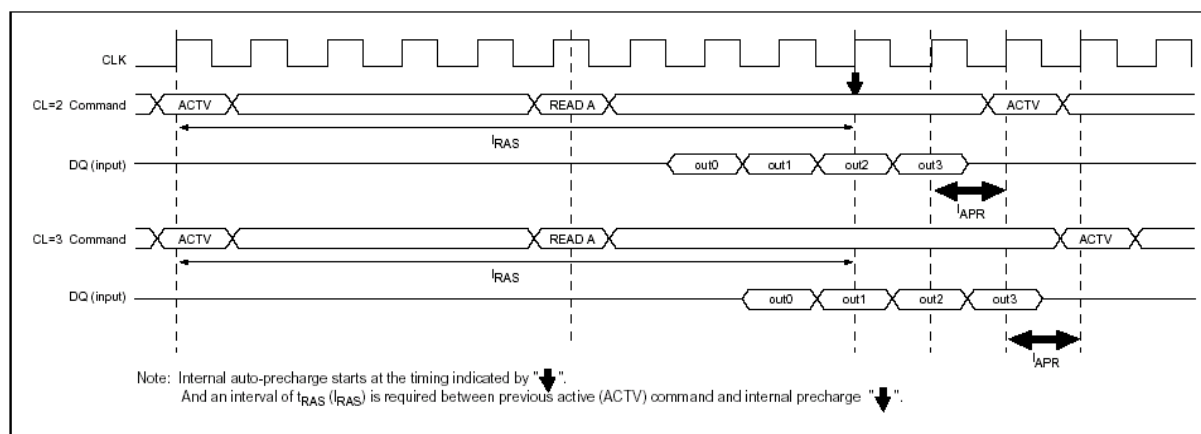 CLK
CL=2 Command ACTV READ A ACTV
lRAS
DQ (input) out0 out1 out2 out3
lAPR
CL=3 Command ACTV READ A ACTV
lRAS
DQ (input) out0 out1 out2 out3
lAPR
Note: Internal auto-precharge starts at the timing indicated by " ".
And an interval of tRAS (lRAS) is required between previous active (ACTV) command and internal precharge " ".